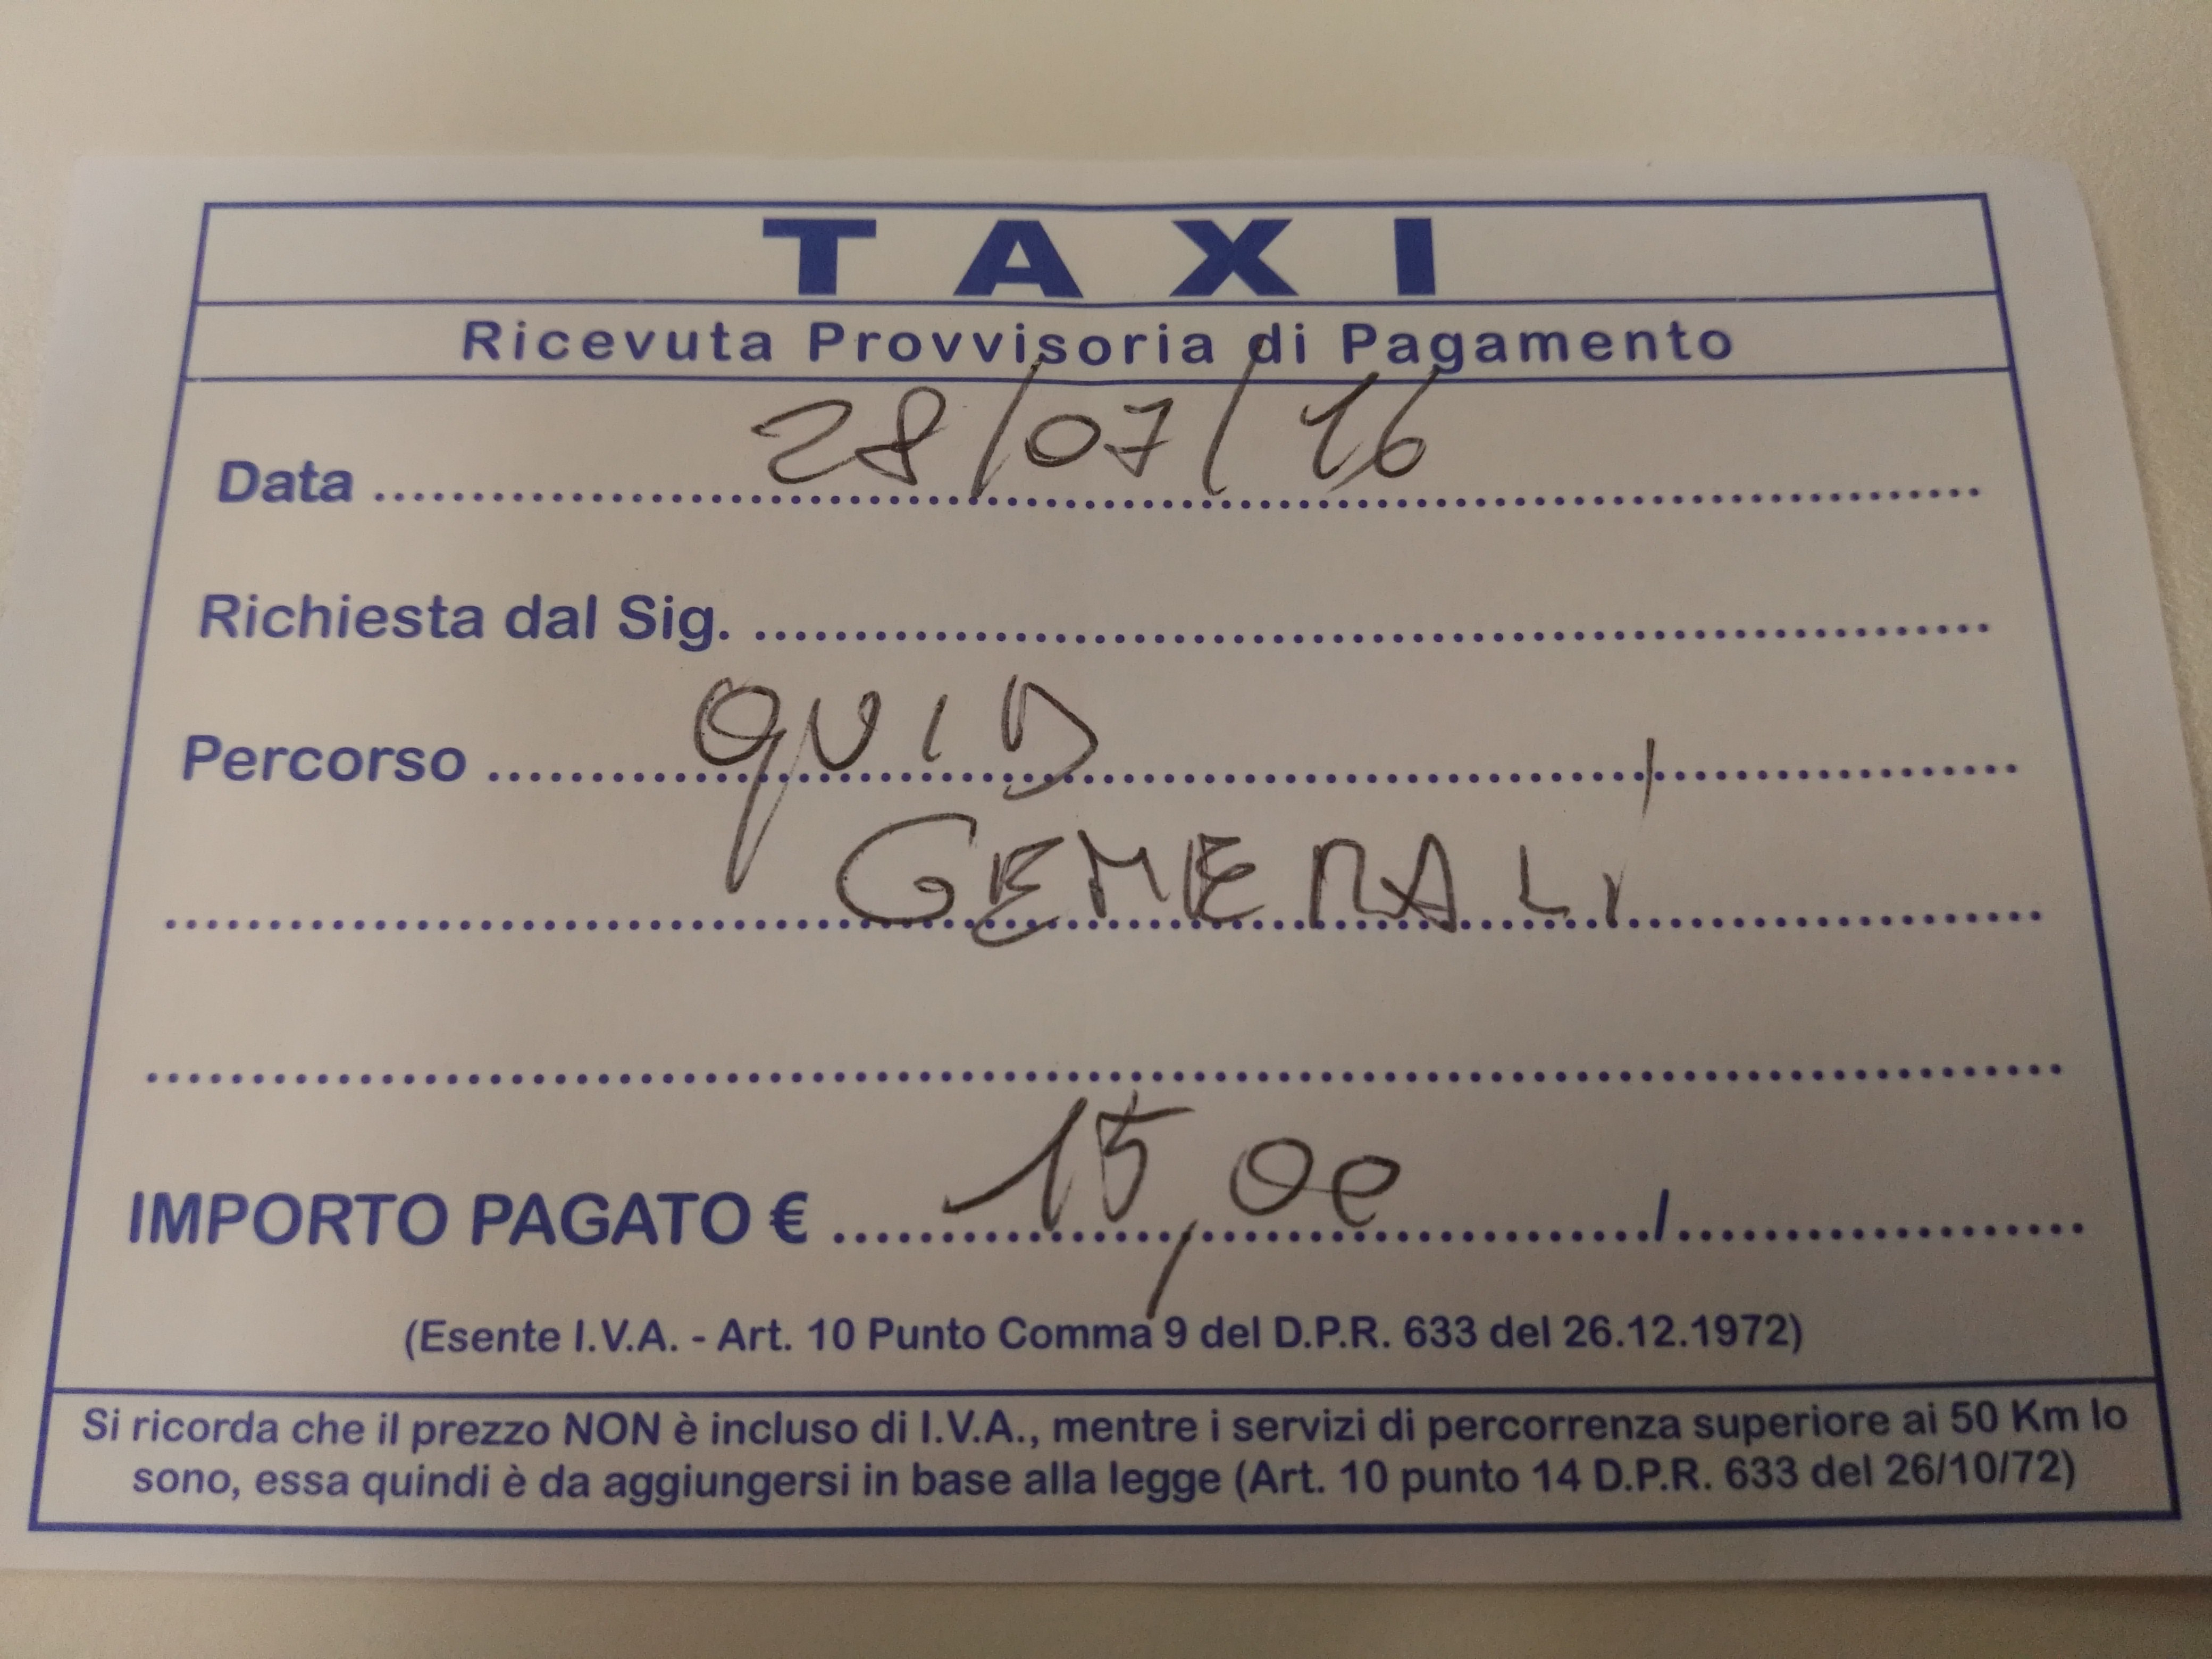 TAXI
Ricevuta Provvisoria di Pagamento
Data 28/07/16
Richiesta dal Sig.
Percorso QUID
GENERALI
IMPORTO PAGATO € 15,00 /
(Esente I.V.A. - Art. 10 Punto Comma 9 del D.P.R. 633 del 26.12.1972)
Si ricorda che il prezzo NON è incluso di I.V.A., mentre i servizi di percorrenza superiore ai 50 Km lo
sono, essa quindi è da aggiungersi in base alla legge (Art. 10 punto 14 D.P.R. 633 del 26/10/72)